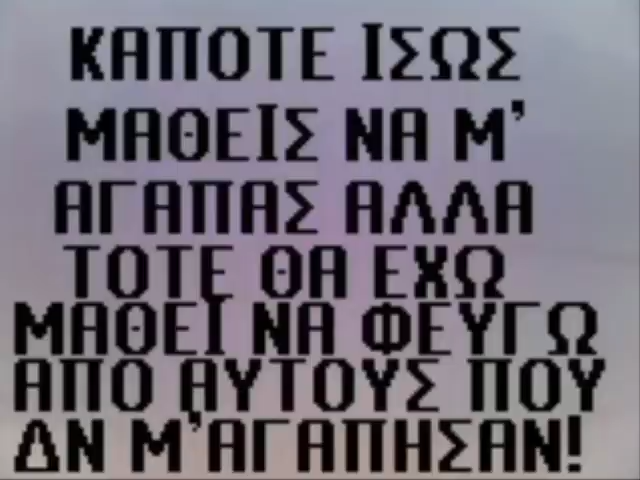 ΚΑΠΟΤΕ ΙΣΩΣ
ΜΑΘΕΙΣ ΝΑ Μ'
ΑΓΑΠΑΣ ΑΛΛΑ
ΤΟΤΕ ΘΑ ΕΧΩ
ΜΑΘΕΙ ΝΑ ΦΕΥΓΩ
ΑΠΟ ΑΥΤΟΥΣ ΠΟΥ
ΔΝ Μ'ΑΓΑΠΗΣΑΝ!